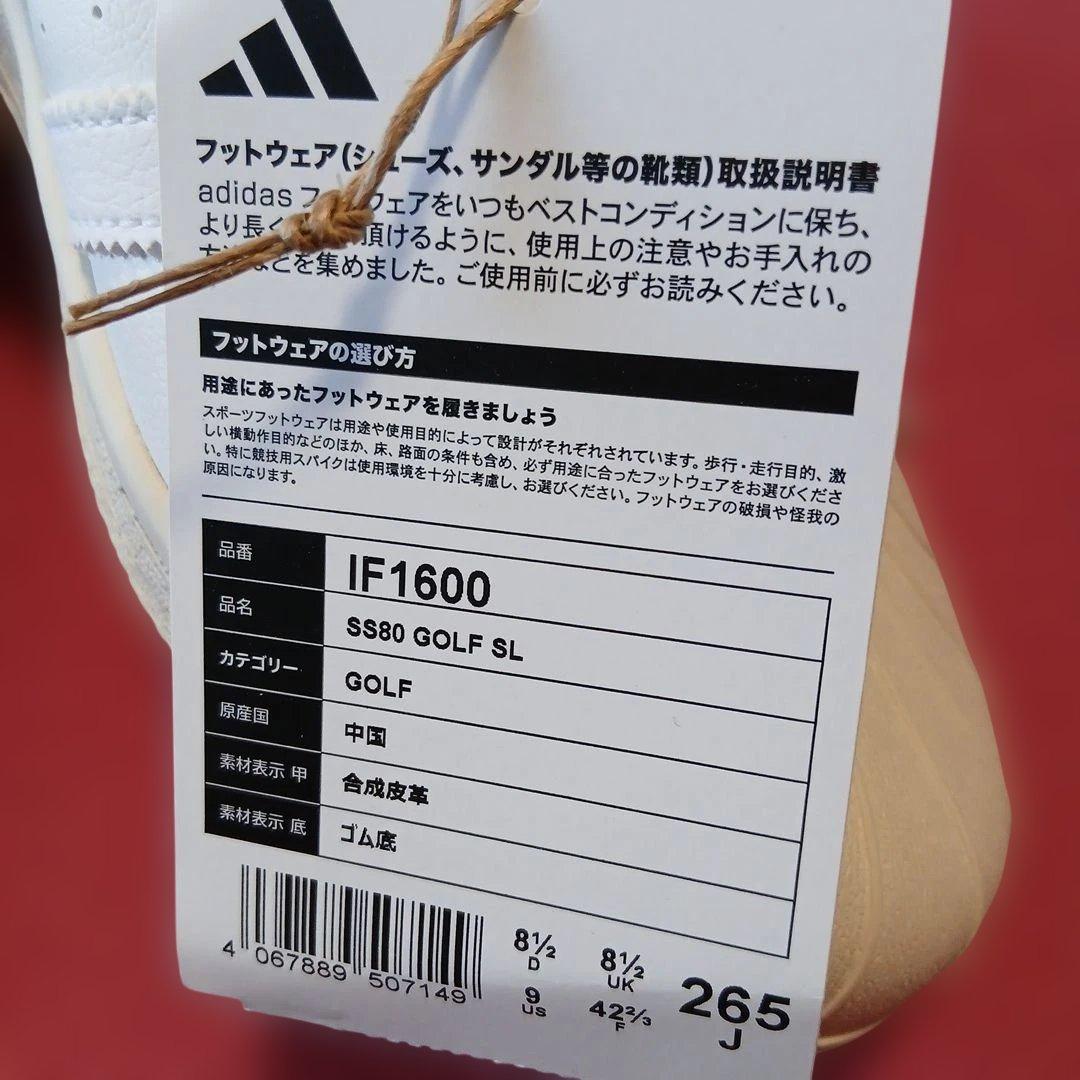 フットウェア(シューズ、サンダル等の靴類)取扱説明書
adidasフットウェアをいつもベストコンディションに保ち、
より長く 頂けるように、使用上の注意やお手入れの
方法などを集めました。ご使用前に必ずお読みください。
フットウェアの選び方
用途にあったフットウェアを履きましょう
スポーツフットウェアは用途や使用目的によって設計がそれぞれされています。歩行・走行目的、激
しい横動作目的などのほか、床、路面の条件も含め、必ず用途に合ったフットウェアをお選びくださ
い。特に競技用スパイクは使用環境を十分に考慮し、お選びください。フットウェアの破損や怪我の
原因になります。
品番 IF1600
品名 SS80 GOLF SL
カテゴリー GOLF
原産国 中国
素材表示 甲 合成皮革
素材表示 底 ゴム底
4 067889 507149
8½ D
8½ UK
9 US
42⅔ F
265 J